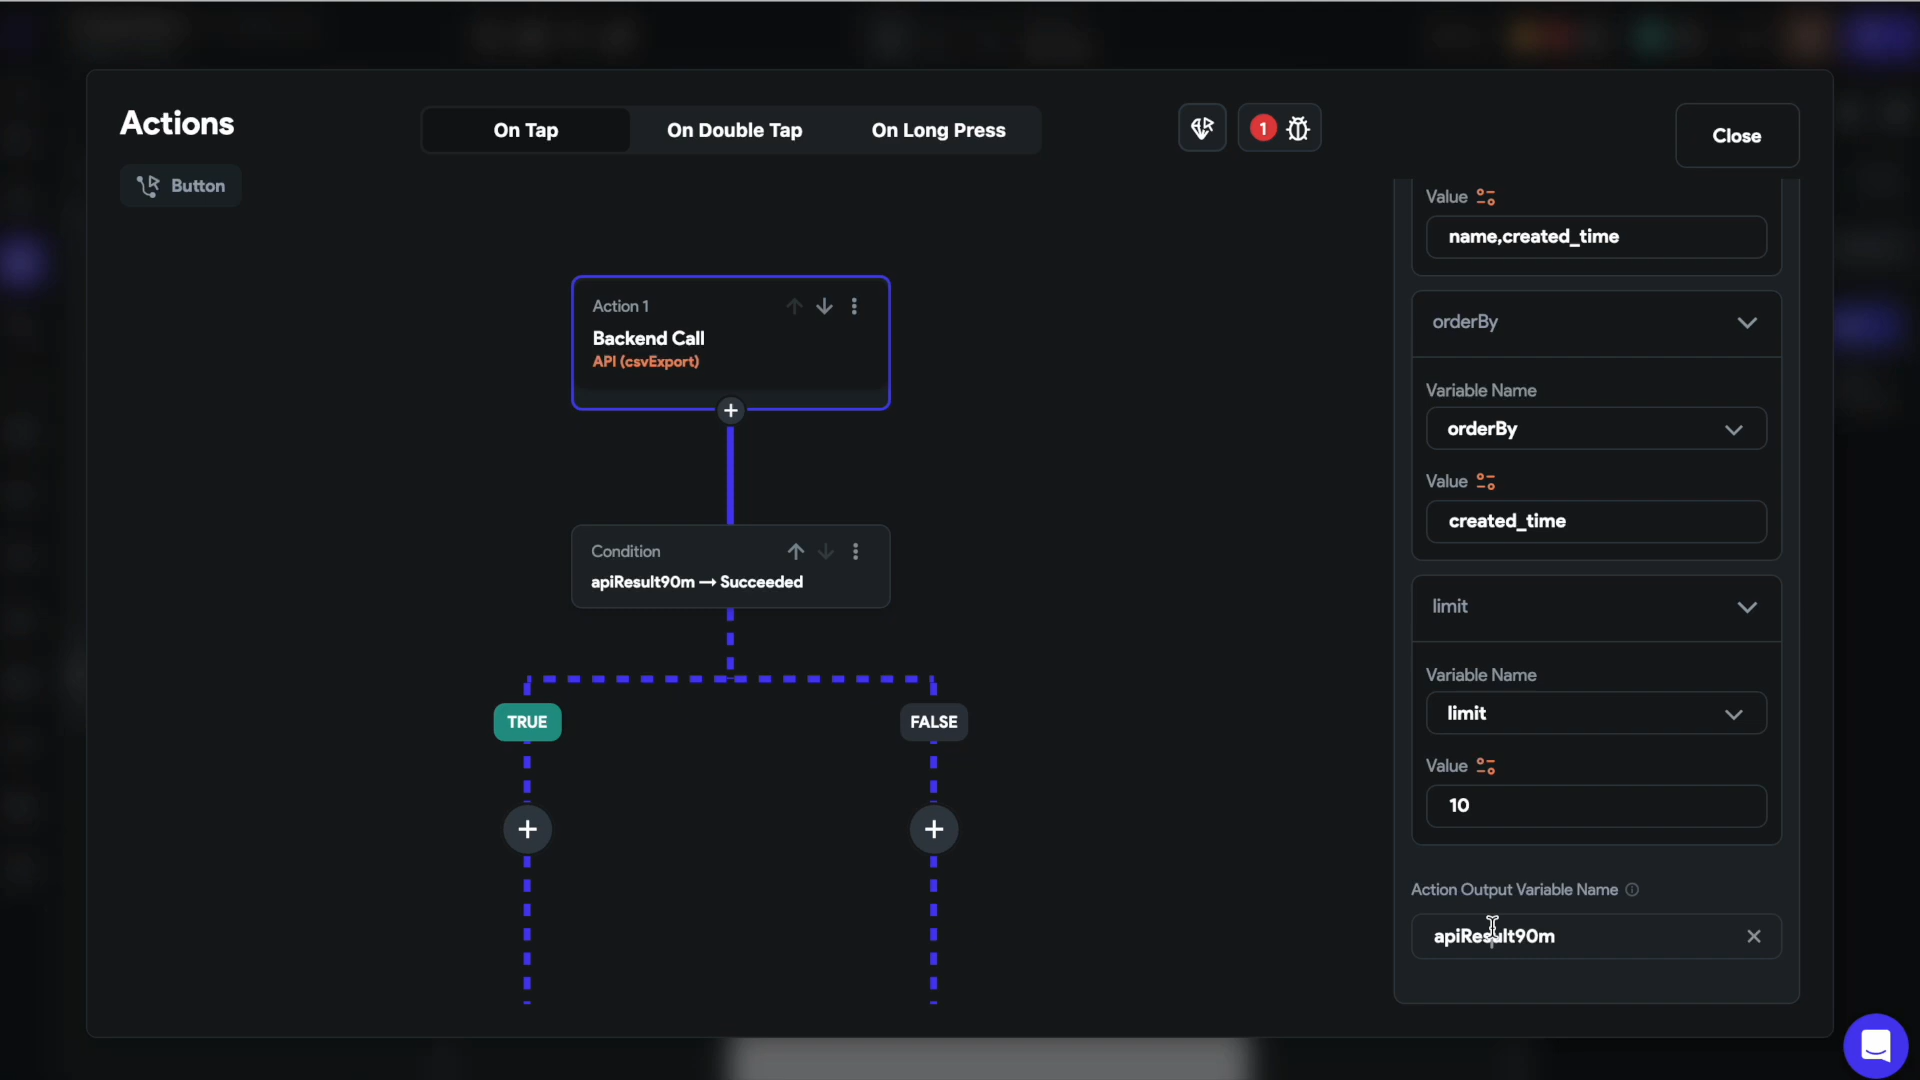 Actions
On Tap
On Double Tap
On Long Press
1
Close
Button
Action 1
Backend Call
API (csvExport)
Condition
apiResult90m → Succeeded
TRUE
FALSE
Value
name,created_time
orderBy
Variable Name
orderBy
Value
created_time
limit
Variable Name
limit
Value
10
Action Output Variable Name
apiResult90m